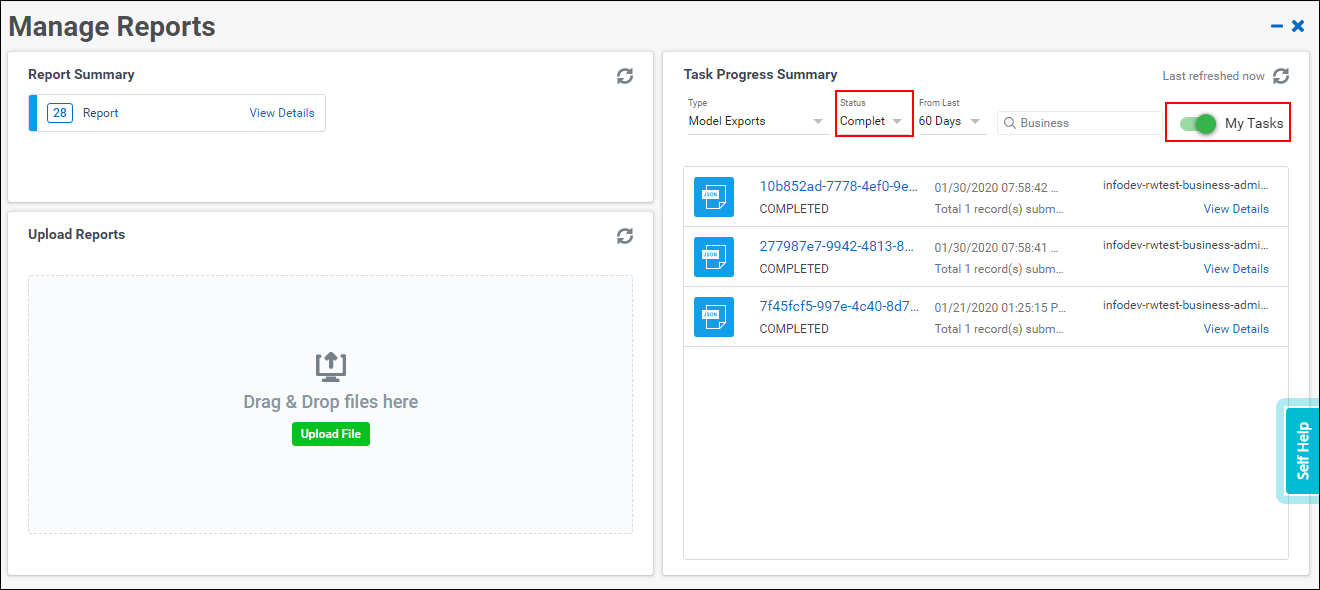 Manage Reports
Report Summary
28 Report View Details
Upload Reports
Drag & Drop files here
Upload File
Task Progress Summary
Last refreshed now
Type
Model Exports
Status
Complet
From Last
60 Days
Business
My Tasks
JSON
10b852ad-7778-4ef0-9e... 01/30/2020 07:58:42 ... infodev-rwtest-business-admi...
COMPLETED Total 1 record(s) subm... View Details
JSON
277987e7-9942-4813-8... 01/30/2020 07:58:41 ... infodev-rwtest-business-admi...
COMPLETED Total 1 record(s) subm... View Details
JSON
7f45fcf5-997e-4c40-8d7... 01/21/2020 01:25:15 P... infodev-rwtest-business-admi...
COMPLETED Total 1 record(s) subm... View Details
Self Help